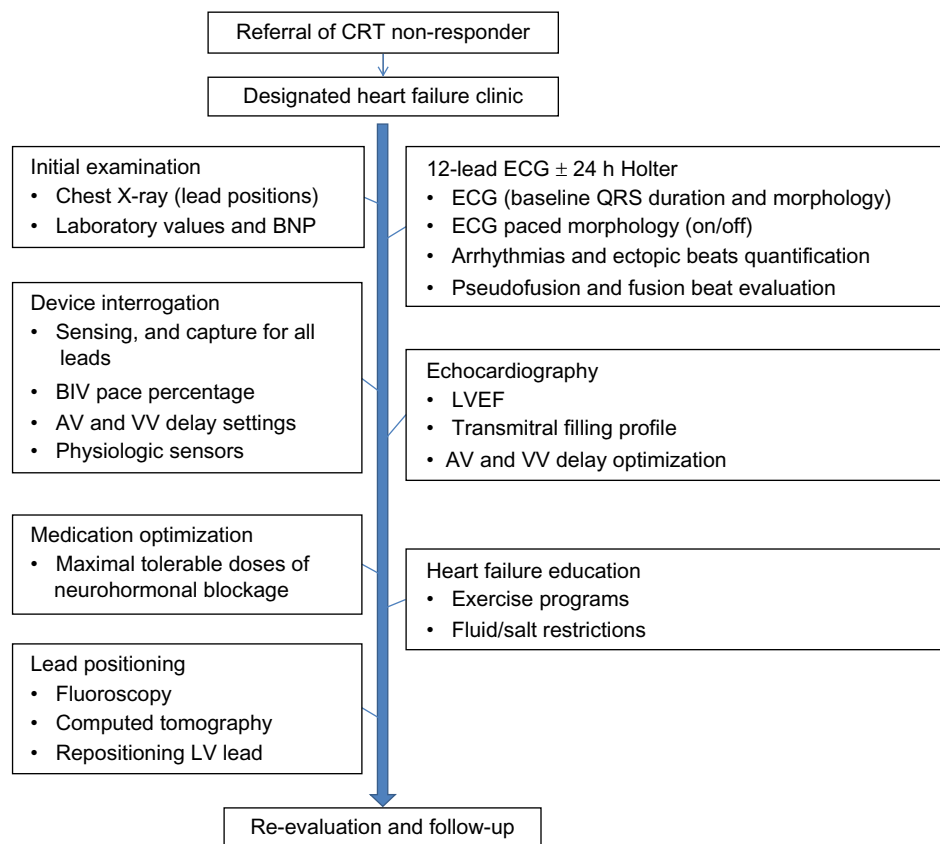 Referral of CRT non-responder
Designated heart failure clinic
Initial examination
• Chest X-ray (lead positions)
• Laboratory values and BNP
12-lead ECG ± 24 h Holter
• ECG (baseline QRS duration and morphology)
• ECG paced morphology (on/off)
• Arrhythmias and ectopic beats quantification
• Pseudofusion and fusion beat evaluation
Device interrogation
• Sensing, and capture for all
leads
• BIV pace percentage
• AV and VV delay settings
• Physiologic sensors
Echocardiography
• LVEF
• Transmitral filling profile
• AV and VV delay optimization
Medication optimization
• Maximal tolerable doses of
neurohormonal blockage
Heart failure education
• Exercise programs
• Fluid/salt restrictions
Lead positioning
• Fluoroscopy
• Computed tomography
• Repositioning LV lead
Re-evaluation and follow-up